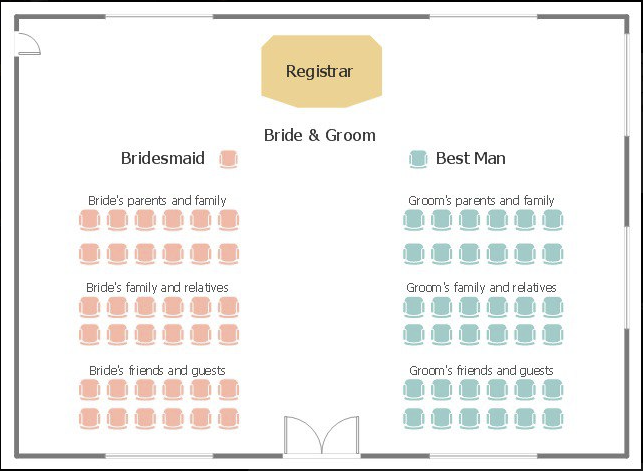 Registrar
Bride & Groom
Bridesmaid
Best Man
Bride's parents and family
Groom's parents and family
Bride's family and relatives
Groom's family and relatives
Bride's friends and guests
Groom's friends and guests